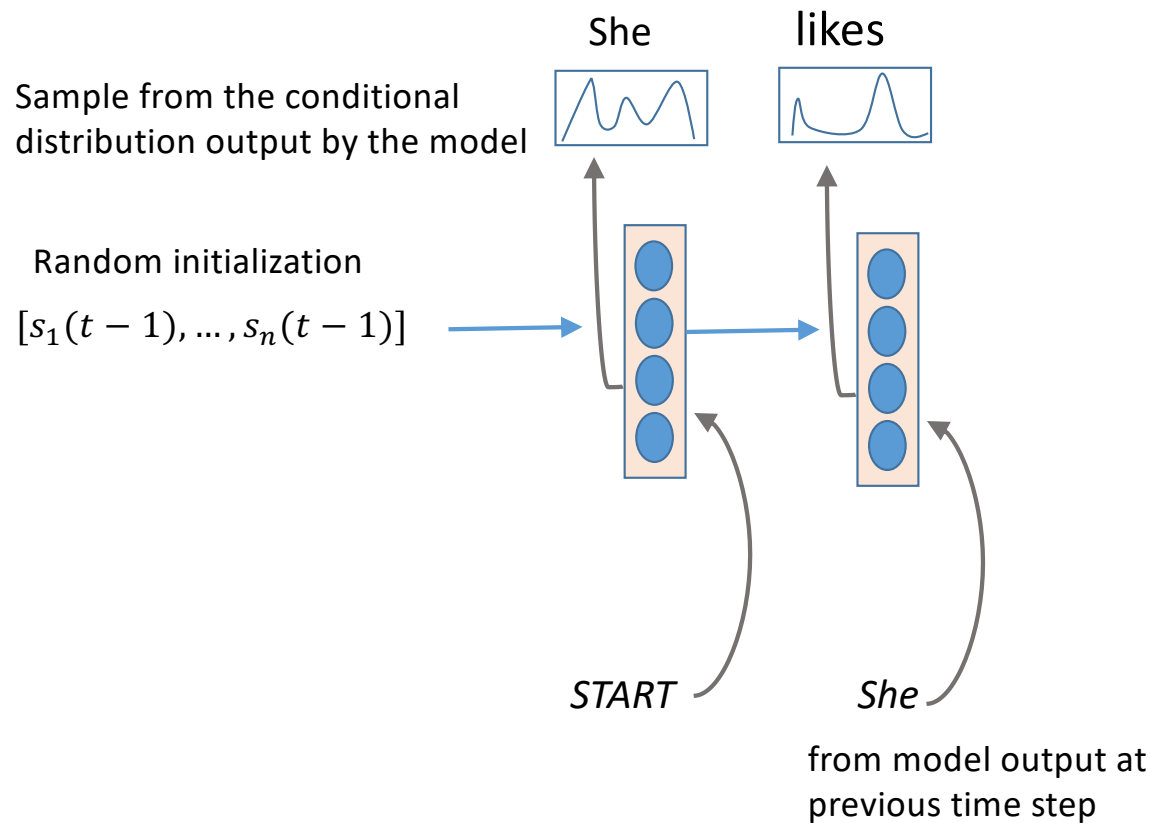 She
likes
Sample from the conditional
distribution output by the model
Random initialization
[s₁(t − 1), … , sₙ(t − 1)]
START
She
from model output at
previous time step